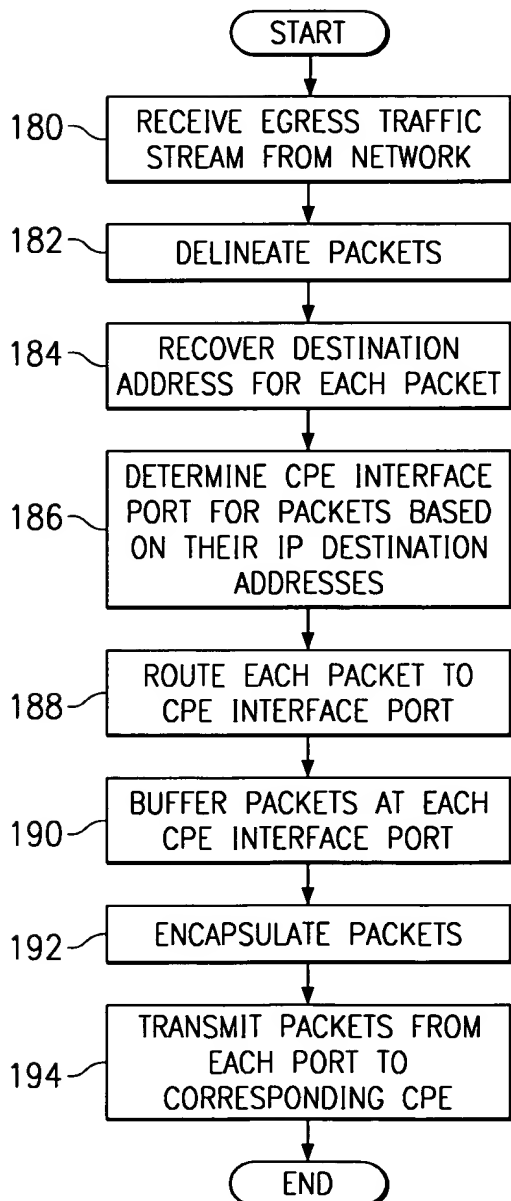 START
180
RECEIVE EGRESS TRAFFIC
STREAM FROM NETWORK
182
DELINEATE PACKETS
184
RECOVER DESTINATION
ADDRESS FOR EACH PACKET
186
DETERMINE CPE INTERFACE
PORT FOR PACKETS BASED
ON THEIR IP DESTINATION
ADDRESSES
188
ROUTE EACH PACKET TO
CPE INTERFACE PORT
190
BUFFER PACKETS AT EACH
CPE INTERFACE PORT
192
ENCAPSULATE PACKETS
194
TRANSMIT PACKETS FROM
EACH PORT TO
CORRESPONDING CPE
END